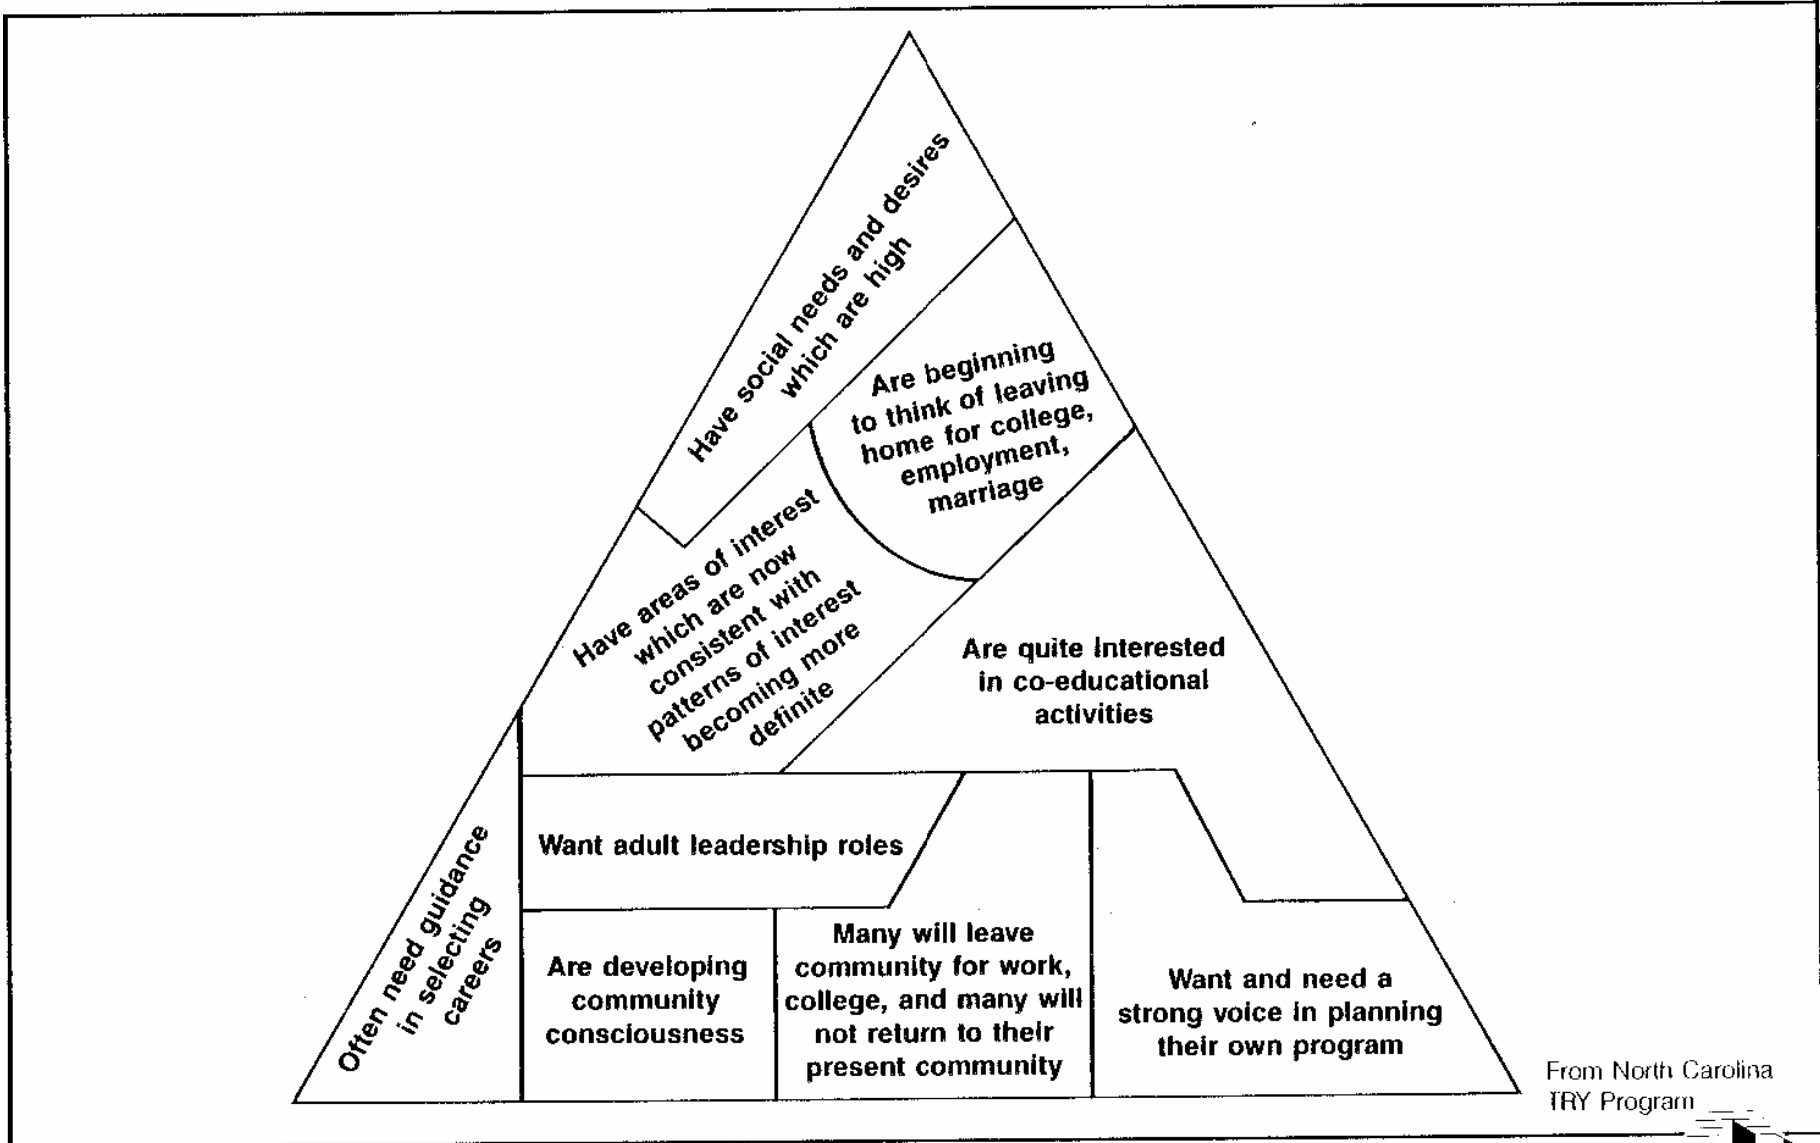 Have social needs and desires
which are high
Are beginning
to think of leaving
home for college,
employment,
marriage
Have areas of interest
which are now
consistent with
patterns of interest
becoming more
definite
Are quite Interested
in co-educational
activities
Often need guidance
in selecting
careers
Want adult leadership roles
Are developing
community
consciousness
Many will leave
community for work,
college, and many will
not return to their
present community
Want and need a
strong voice in planning
their own program
From North Carolina
TRY Program